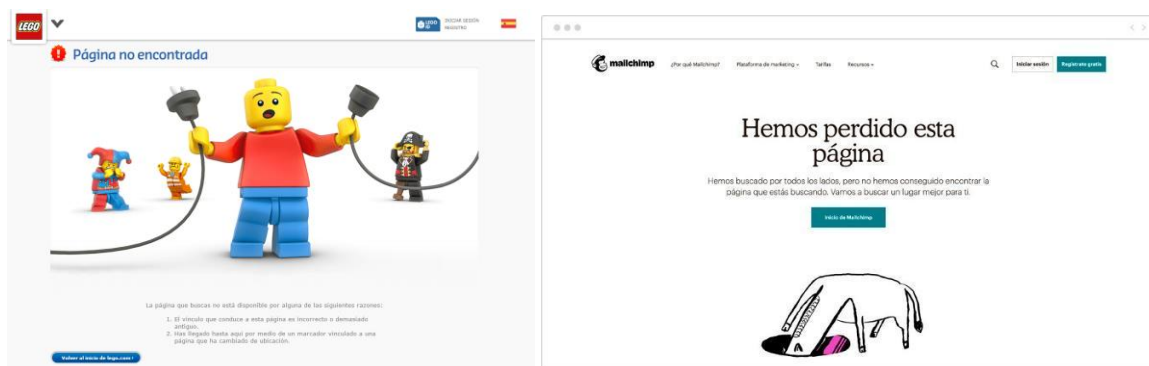 LEGO
LEGO ID
INICIAR SESIÓN
REGISTRO
Página no encontrada
La página que buscas no está disponible por alguna de las siguientes razones:
1. El vínculo que conduce a esta página es incorrecto o demasiado
antiguo.
2. Has llegado hasta aquí por medio de un marcador vinculado a una
página que ha cambiado de ubicación.
Volver al inicio de lego.com ›
mailchimp
¿Por qué Mailchimp?
Plataforma de marketing
Tarifas
Recursos
Iniciar sesión
Regístrate gratis
Hemos perdido esta
página
Hemos buscado por todos los lados, pero no hemos conseguido encontrar la
página que estás buscando. Vamos a buscar un lugar mejor para ti.
Inicio de Mailchimp